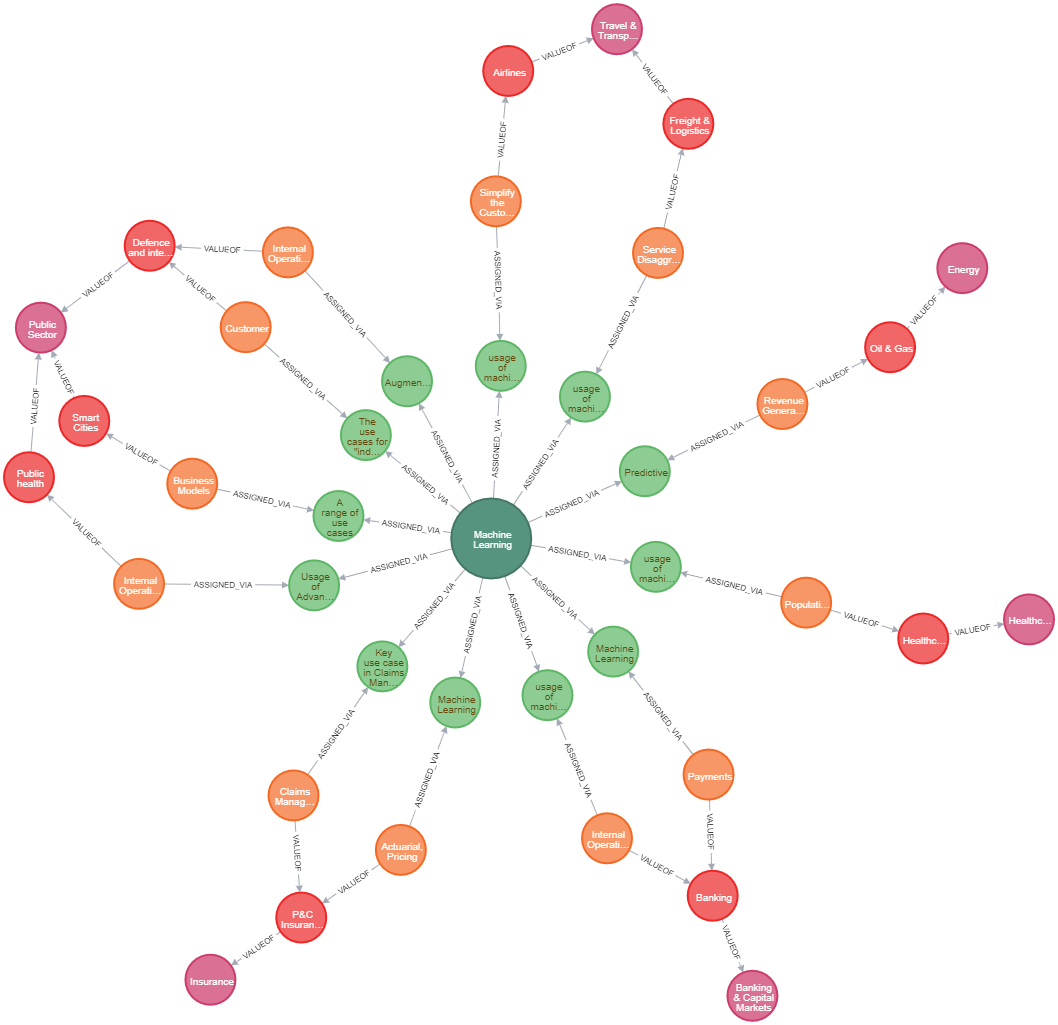 Travel &
Transp...
VALUEOF
Airlines
VALUEOF
Freight &
Logistics
VALUEOF
VALUEOF
Simplify
the
Custo...
Defence
and inte...
VALUEOF
Internal
Operati...
Service
Disaggr...
ASSIGNED_VIA
Energy
VALUEOF
VALUEOF
ASSIGNED_VIA
ASSIGNED_VIA
VALUEOF
Public
Sector
Customer
Oil & Gas
usage
of
machi...
VALUEOF
VALUEOF
VALUEOF
ASSIGNED_VIA
Augmen...
usage
of
machi...
Revenue
Genera...
Smart
Cities
The
use
cases for
"ind...
ASSIGNED_VIA
ASSIGNED_VIA
ASSIGNED_VIA
ASSIGNED_VIA
VALUEOF
Public
health
Business
Models
ASSIGNED_VIA
Predictive
ASSIGNED_VIA
ASSIGNED_VIA
A
range of
use
cases
ASSIGNED_VIA
Machine
Learning
VALUEOF
ASSIGNED_VIA
ASSIGNED_VIA
usage
of
machi...
Internal
Operati...
ASSIGNED_VIA
Usage
of
Advan...
ASSIGNED_VIA
Populati...
ASSIGNED_VIA
ASSIGNED_VIA
ASSIGNED_VIA
ASSIGNED_VIA
VALUEOF
Healthc...
VALUEOF
Healthc...
Key
use case
in Claims
Man...
Machine
Learning
Machine
Learning
usage
of
machi...
ASSIGNED_VIA
ASSIGNED_VIA
ASSIGNED_VIA
ASSIGNED_VIA
Payments
Claims
Manag...
VALUEOF
Actuarial,
Pricing
Internal
Operati...
VALUEOF
VALUEOF
VALUEOF
Banking
P&C
Insuran...
VALUEOF
VALUEOF
Insurance
Banking
& Capital
Markets